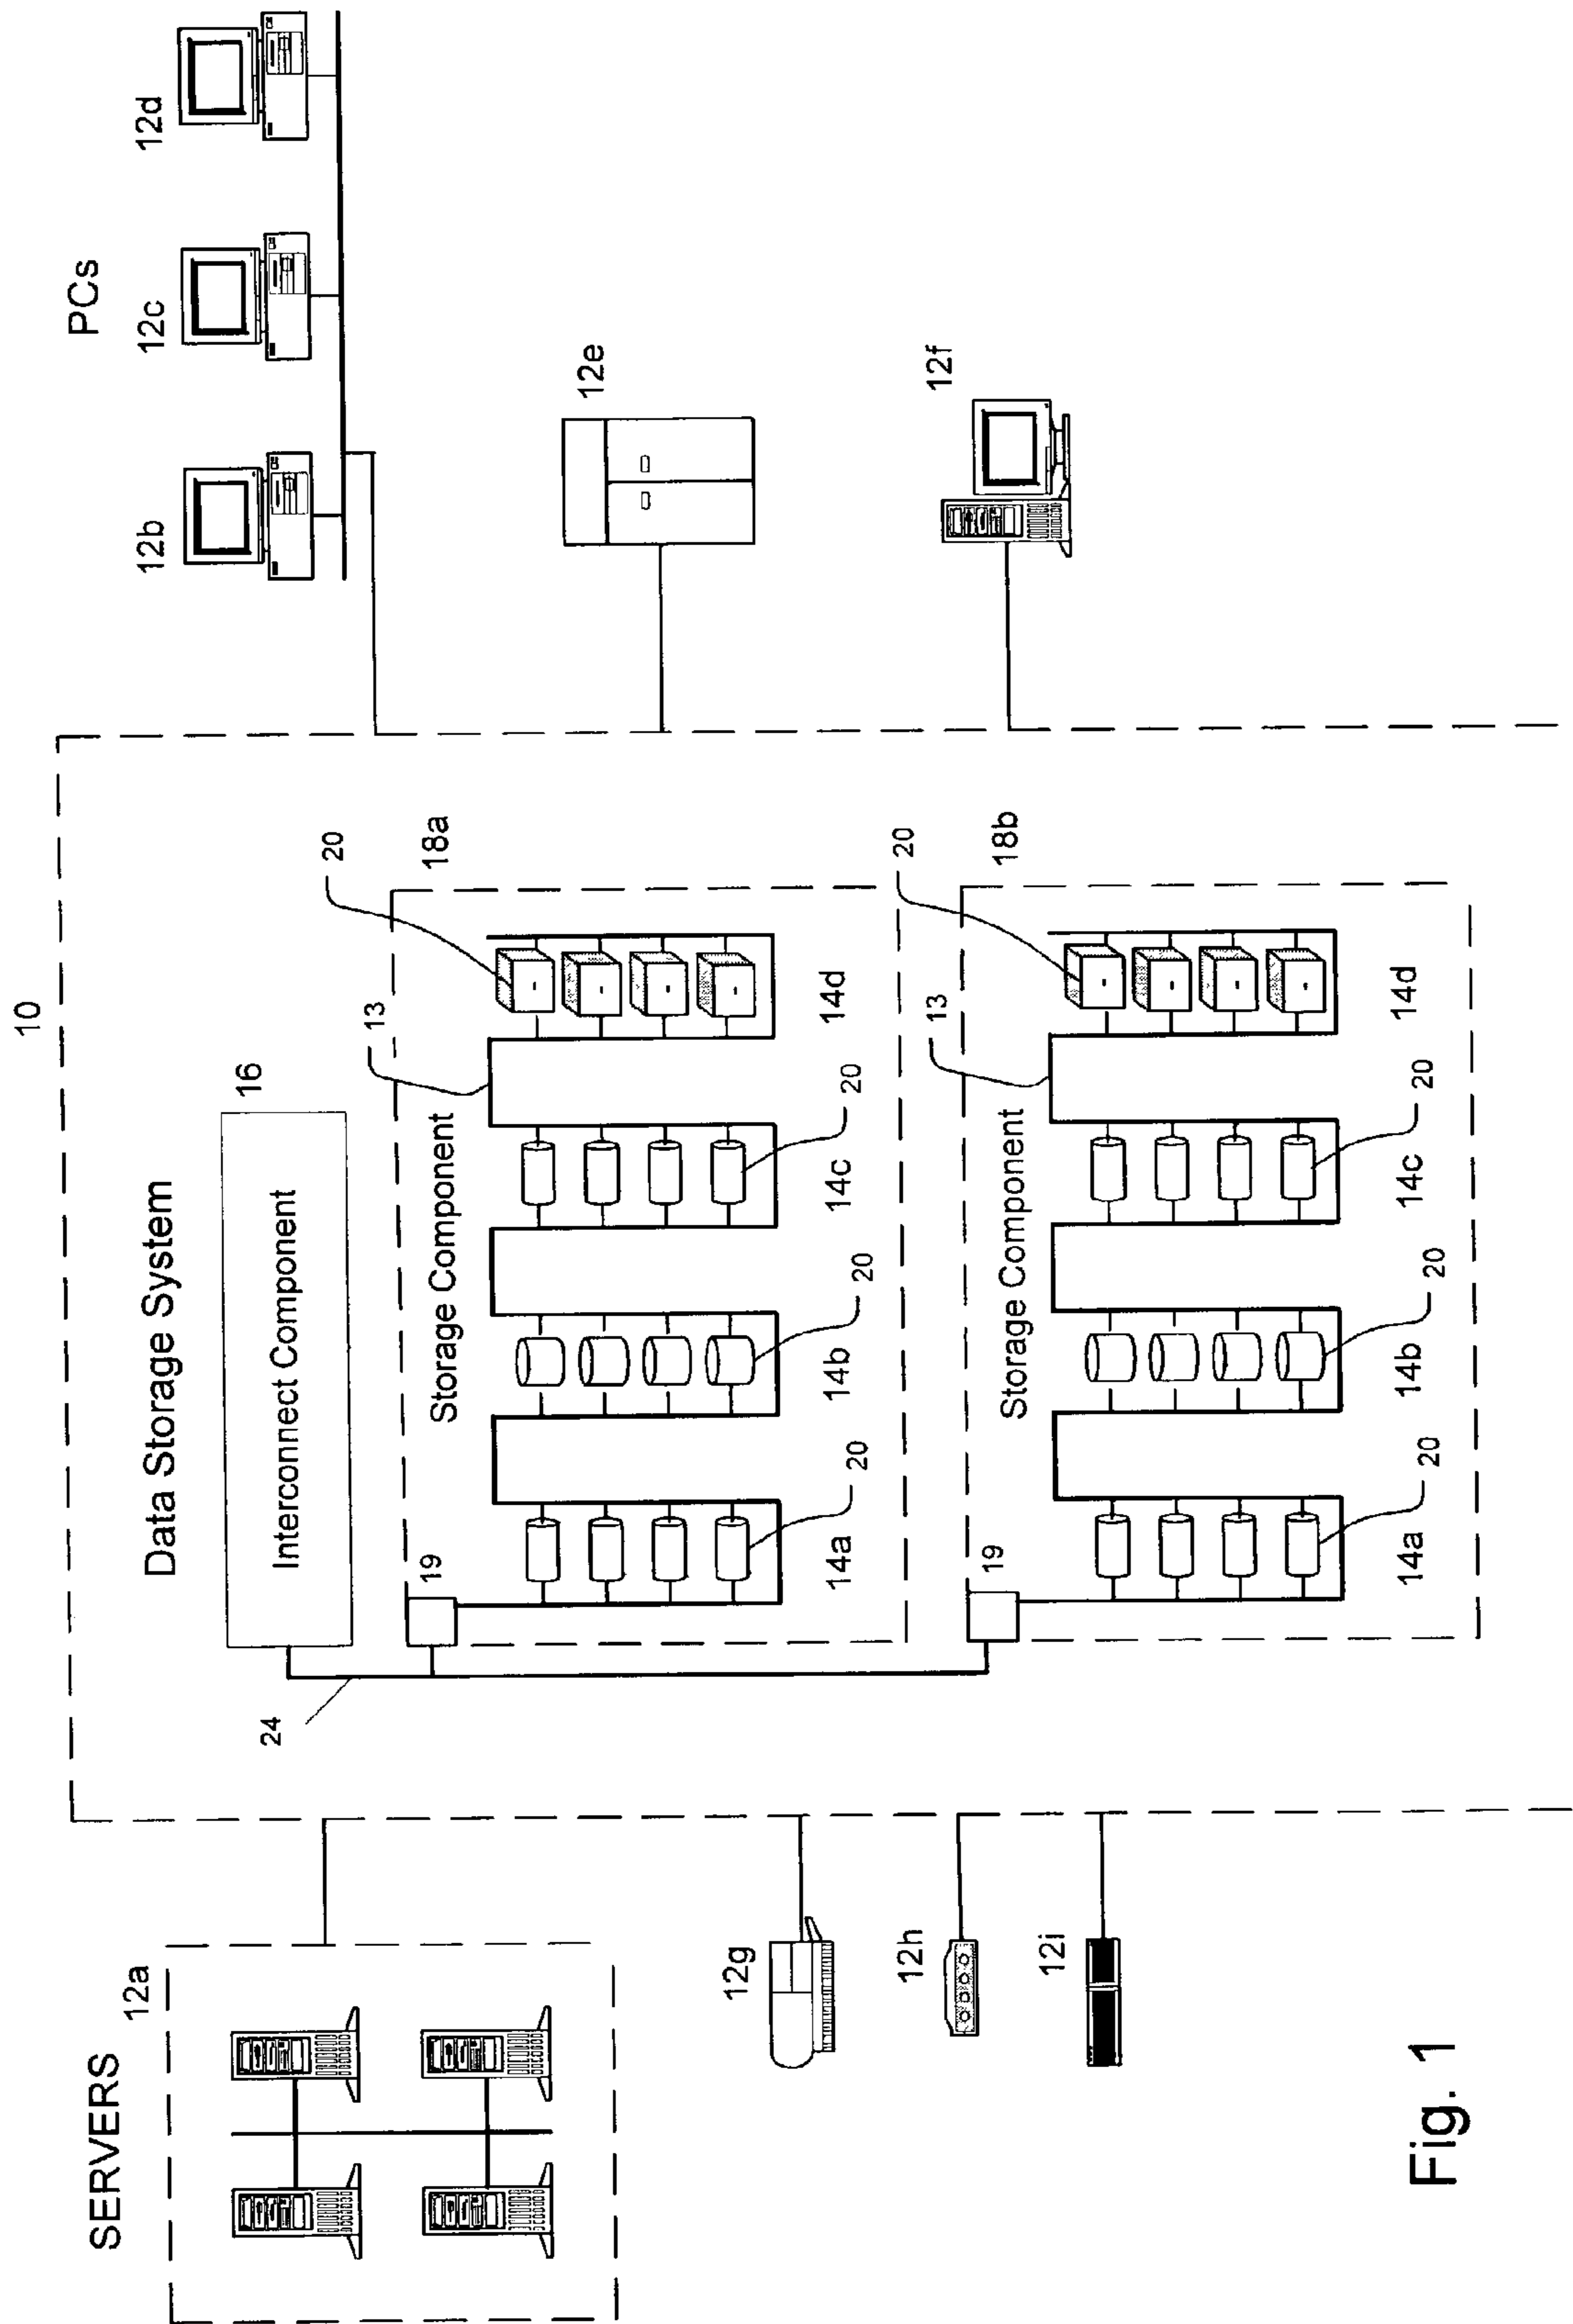 10
SERVERS
12a
Data Storage System
PCs
12b
12c
12d
Interconnect Component
16
24
19
Storage Component
13
20
18a
12e
14a
20
14b
20
14c
20
14d
12g
12h
12i
19
Storage Component
13
20
18b
12f
14a
20
14b
20
14c
20
14d
Fig. 1